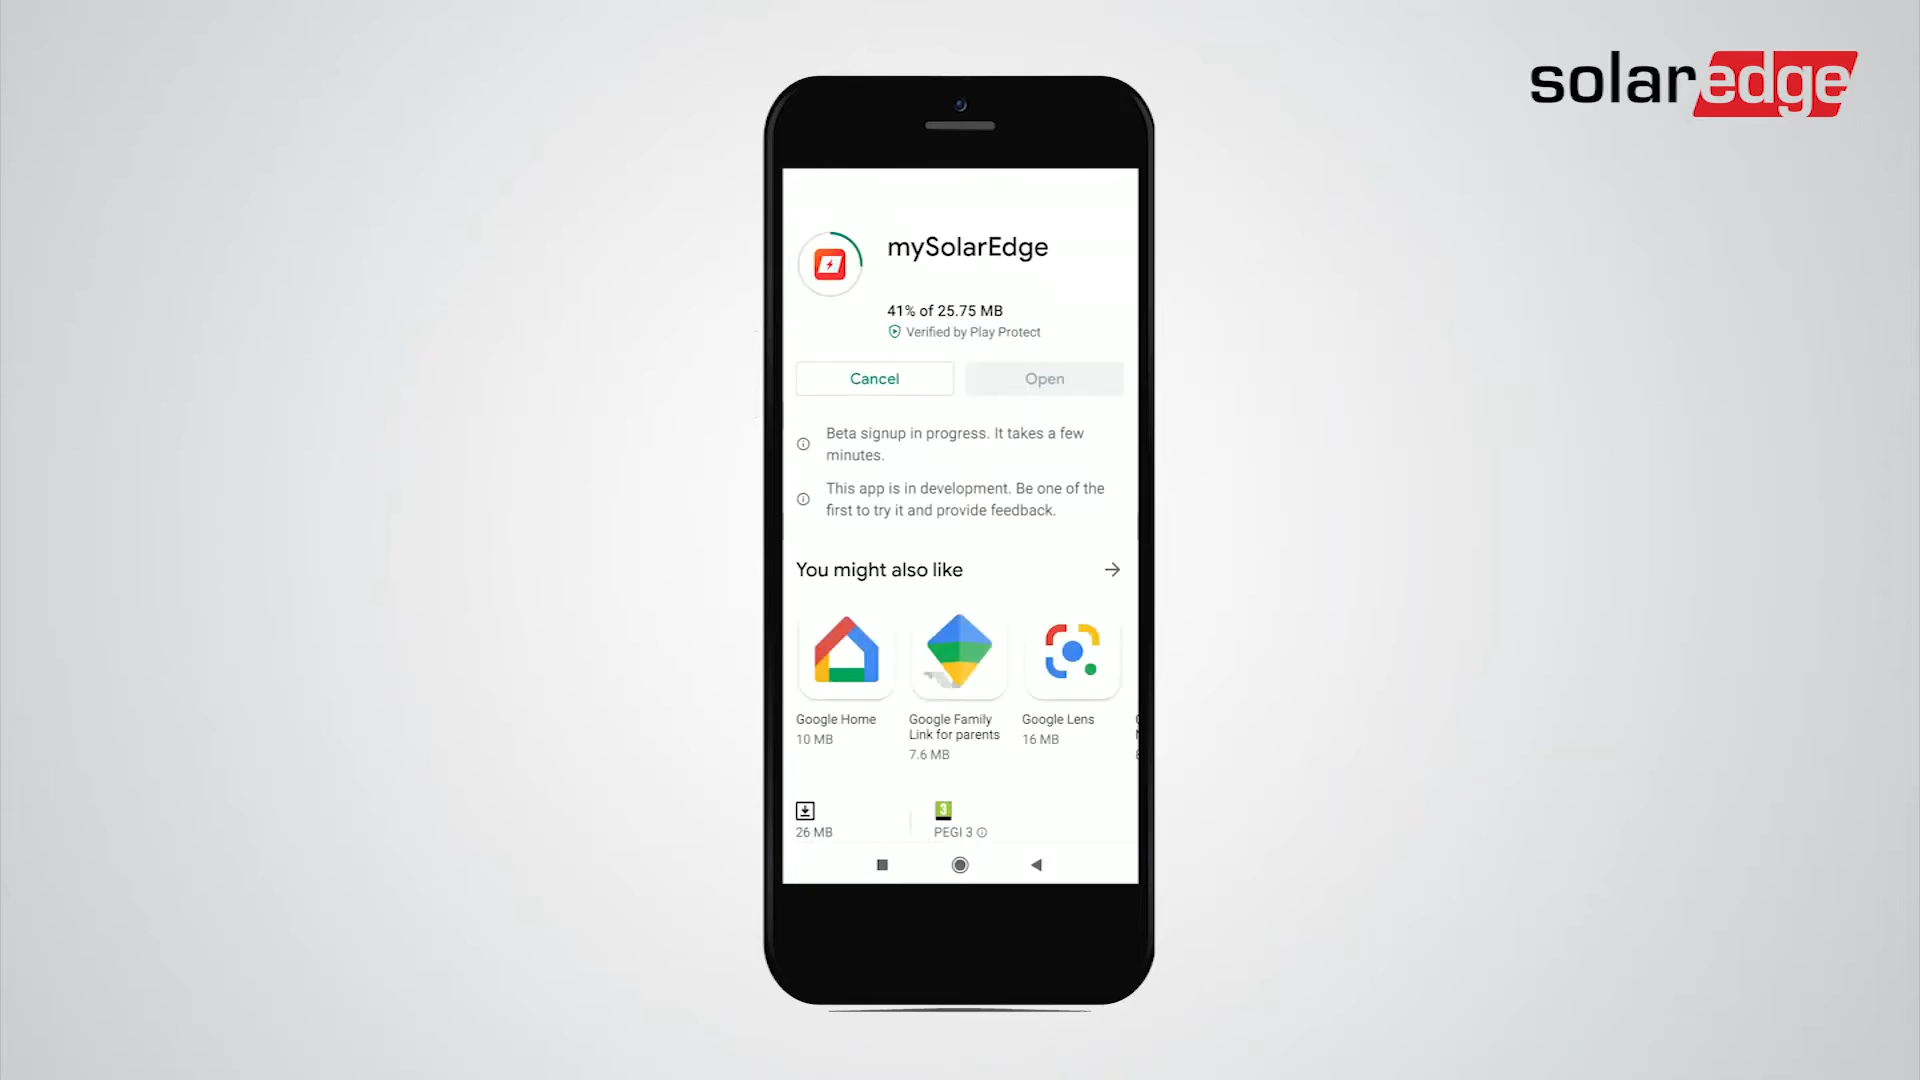 solaredge
mySolarEdge
41% of 25.75 MB
Verified by Play Protect
Cancel
Open
Beta signup in progress. It takes a few
minutes.
This app is in development. Be one of the
first to try it and provide feedback.
You might also like
Google Home
10 MB
Google Family
Link for parents
7.6 MB
Google Lens
16 MB
26 MB
3
PEGI 3